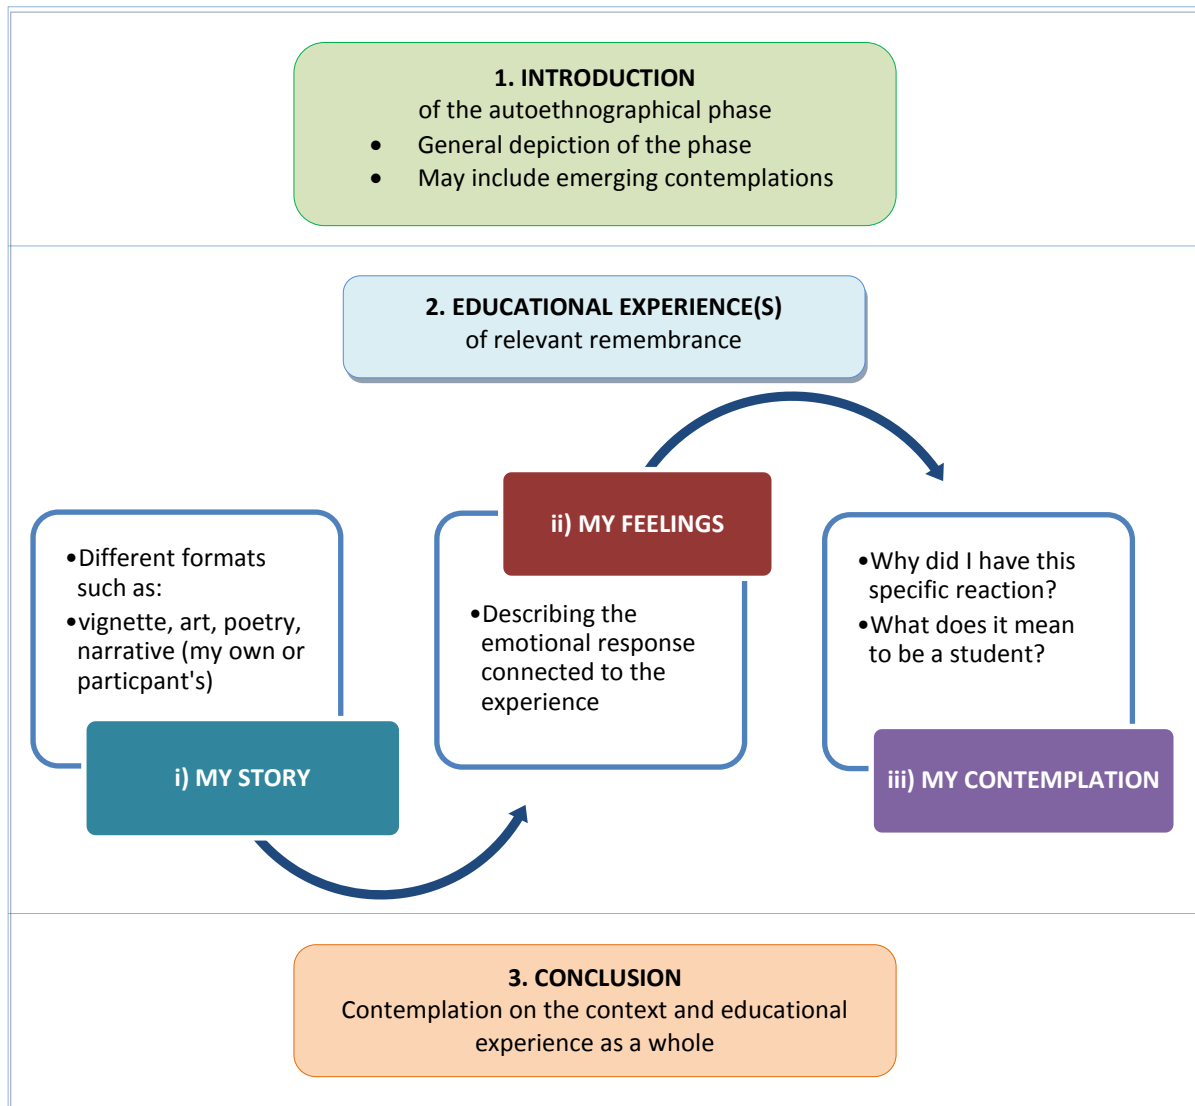 1. INTRODUCTION
of the autoethnographical phase
• General depiction of the phase
• May include emerging contemplations
2. EDUCATIONAL EXPERIENCE(S)
of relevant remembrance
•Different formats
such as:
•vignette, art, poetry,
narrative (my own or
particpant's)
i) MY STORY
ii) MY FEELINGS
•Describing the
emotional response
connected to the
experience
•Why did I have this
specific reaction?
•What does it mean
to be a student?
iii) MY CONTEMPLATION
3. CONCLUSION
Contemplation on the context and educational
experience as a whole